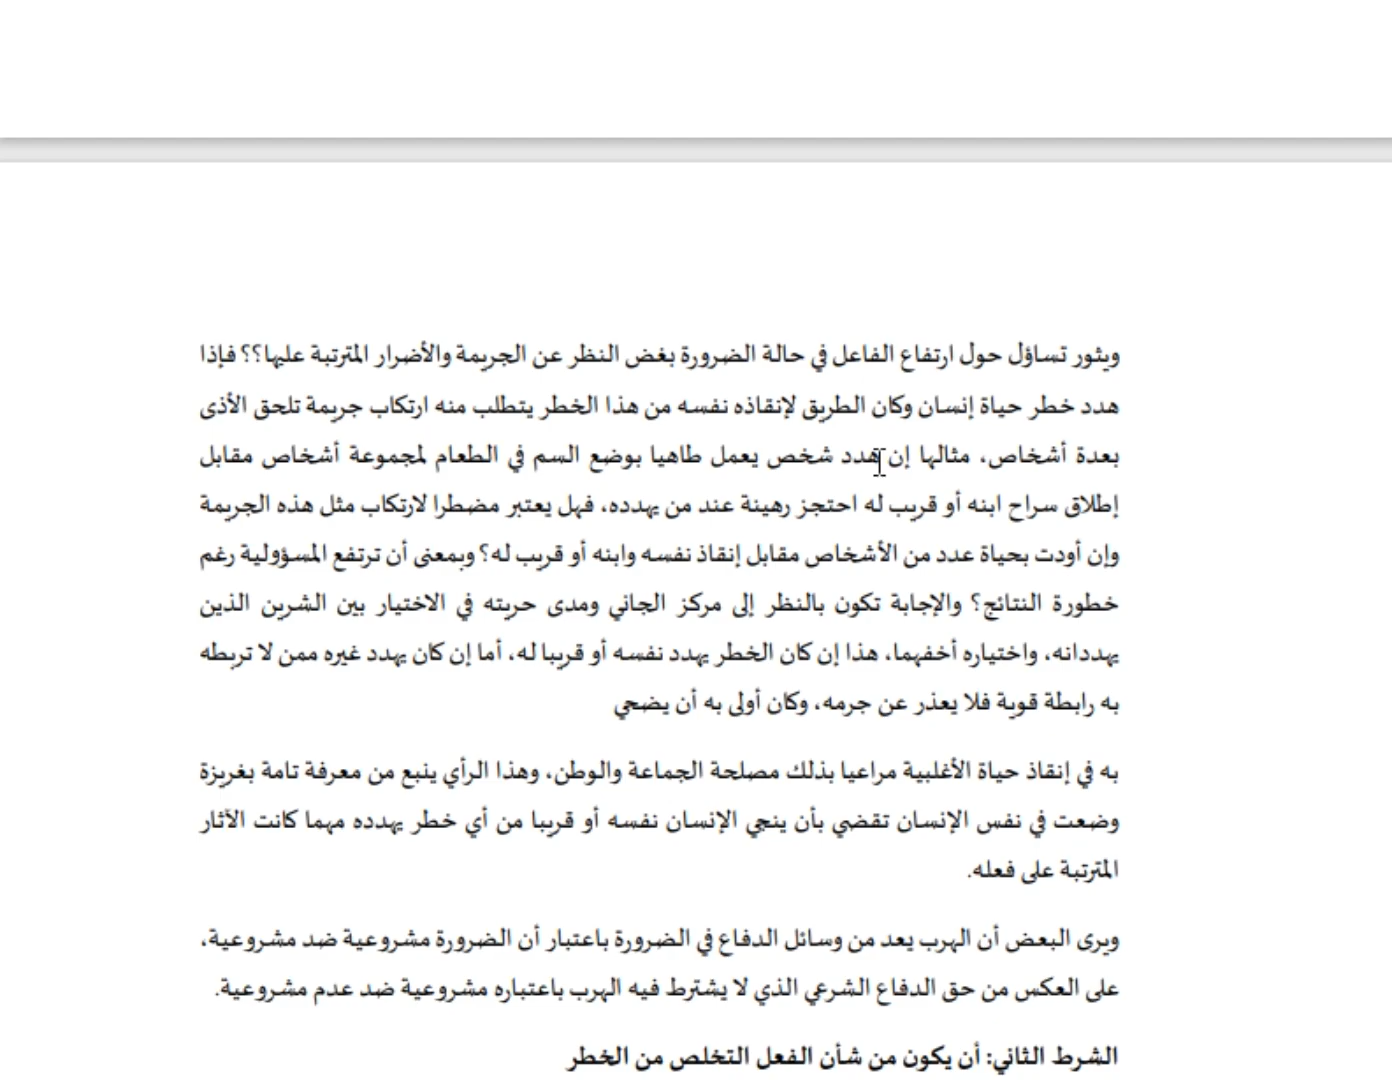 ويثور تساؤل حول ارتفاع الفاعل في حالة الضرورة بغض النظر عن الجريمة والأضرار المترتبة عليها؟؟ فإذا
هدد خطر حياة إنسان وكان الطريق لإنقاذه نفسه من هذا الخطر يتطلب منه ارتكاب جريمة تلحق الأذى
بعدة أشخاص، مثالها إن هدد شخص يعمل طاهيا بوضع السم في الطعام لمجموعة أشخاص مقابل
إطلاق سراح ابنه أو قريب له احتجز رهينة عند من يهدده، فهل يعتبر مضطرا لارتكاب مثل هذه الجريمة
وإن أودت بحياة عدد من الأشخاص مقابل إنقاذ نفسه وابنه أو قريب له؟ وبمعنى أن ترتفع المسؤولية رغم
خطورة النتائج؟ والإجابة تكون بالنظر إلى مركز الجاني ومدى حريته في الاختيار بين الشرين الذين
يهددانه، واختياره أخفهما، هذا إن كان الخطر يهدد نفسه أو قريبا له، أما إن كان يهدد غيره ممن لا تربطه
به رابطة قوية فلا يعذر عن جرمه، وكان أولى به أن يضحي
به في إنقاذ حياة الأغلبية مراعيا بذلك مصلحة الجماعة والوطن، وهذا الرأي ينبع من معرفة تامة بغريزة
وضعت في نفس الإنسان تقضي بأن ينجي الإنسان نفسه أو قريبا من أي خطر يهدده مهما كانت الآثار
المترتبة على فعله.
ويرى البعض أن الهرب يعد من وسائل الدفاع في الضرورة باعتبار أن الضرورة مشروعية ضد مشروعية،
على العكس من حق الدفاع الشرعي الذي لا يشترط فيه الهرب باعتباره مشروعية ضد عدم مشروعية.
الشرط الثاني: أن يكون من شأن الفعل التخلص من الخطر